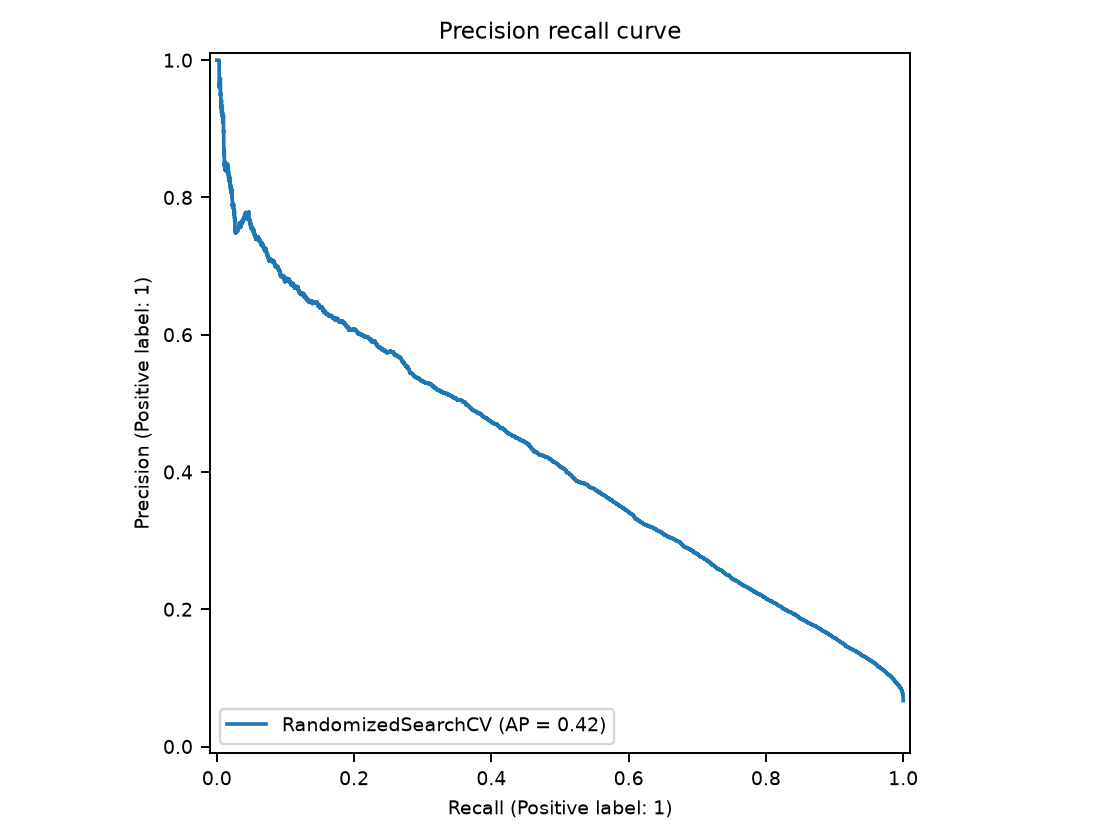 Precision recall curve
1.0
0.8
0.6
0.4
0.2
0.0
Precision (Positive label: 1)
RandomizedSearchCV (AP = 0.42)
0.0 0.2 0.4 0.6 0.8 1.0
Recall (Positive label: 1)